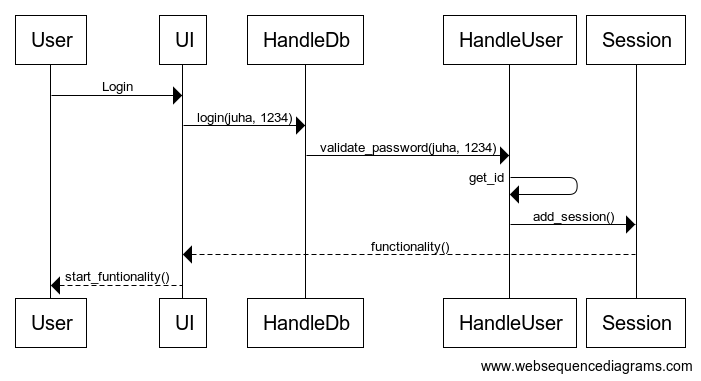 User UI HandleDb HandleUser Session
Login
login(juha, 1234)
validate_password(juha, 1234)
get_id
add_session()
functionality()
start_funtionality()
User UI HandleDb HandleUser Session
www.websequencediagrams.com